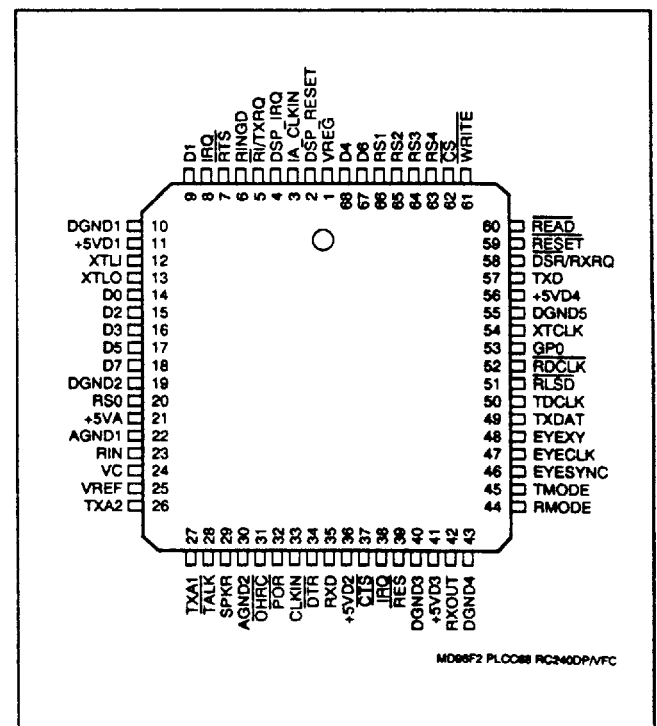 D1
IRQ
RTS
RINGD
RI/TXRQ
DSP_IRQ
IA_CLKIN
DSP_RESET
VREG
D4
D6
RS1
RS2
RS3
RS4
CS
WRITE
9 8 7 6 5 4 3 2 1 68 67 66 65 64 63 62 61
DGND1 10
+5VD1 11
XTLI 12
XTLO 13
D0 14
D2 15
D3 16
D5 17
D7 18
DGND2 19
RS0 20
+5VA 21
AGND1 22
RIN 23
VC 24
VREF 25
TXA2 26
60 READ
59 RESET
58 DSR/RXRQ
57 TXD
56 +5VD4
55 DGND5
54 XTCLK
53 GP0
52 RDCLK
51 RLSD
50 TDCLK
49 TXDAT
48 EYEXY
47 EYECLK
46 EYESYNC
45 TMODE
44 RMODE
27 28 29 30 31 32 33 34 35 36 37 38 39 40 41 42 43
TXA1
TALK
SPKR
AGND2
OHRC
POR
CLKIN
DTR
RXD
+5VD2
CTS
IRQ
RES
DGND3
+5VD3
RXOUT
DGND4
MD96F2 PLCC68 RC240DP/VFC